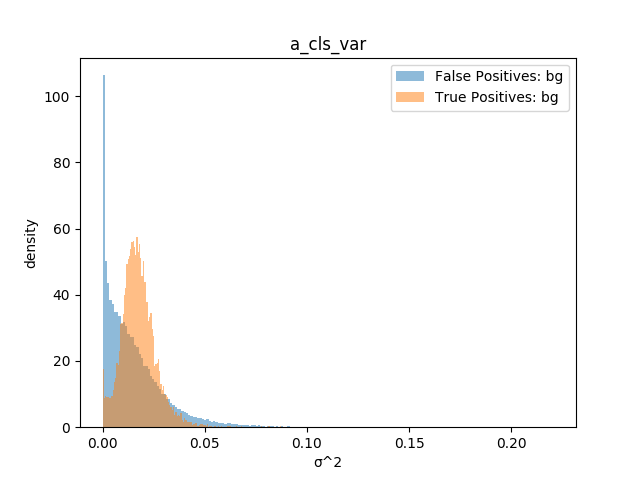 a_cls_var
False Positives: bg
True Positives: bg
density
100
80
60
40
20
0
0.00 0.05 0.10 0.15 0.20
σ^2